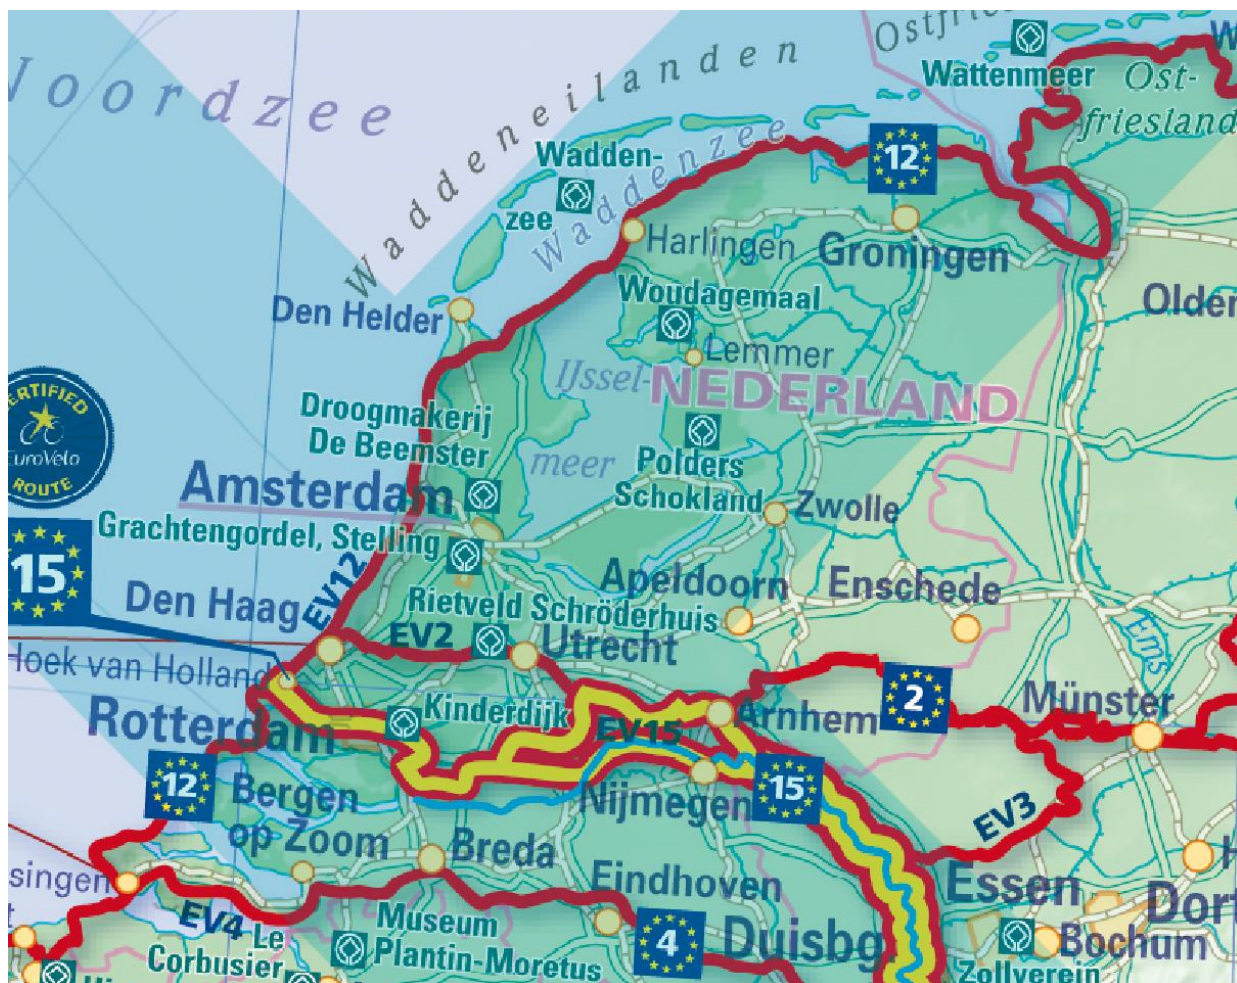 Noordzee
Waddeneilanden
Wattenmeer
Ost-
friesland
Waddenzee
Wadden-
zee
12
Harlingen
Groningen
Woudagemaal
Den Helder
Lemmer
IJssel-
meer
NEDERLAND
CERTIFIED
EuroVelo
ROUTE
Droogmakerij
De Beemster
Polders
Schokland
Amsterdam
Zwolle
Grachtengordel, Stelling
15
EV12
Apeldoorn
Enschede
Den Haag
Rietveld Schröderhuis
EV2
Utrecht
Ems
Hoek van Holland
Kinderdijk
2
Münster
Rotterdam
EV15
Arnhem
12
Bergen
op Zoom
Nijmegen
15
EV3
Breda
singen
Eindhoven
Essen
Dort
EV4
Le
Corbusier
Museum
Plantin-Moretus
4
Duisbg.
Bochum
Zollverein